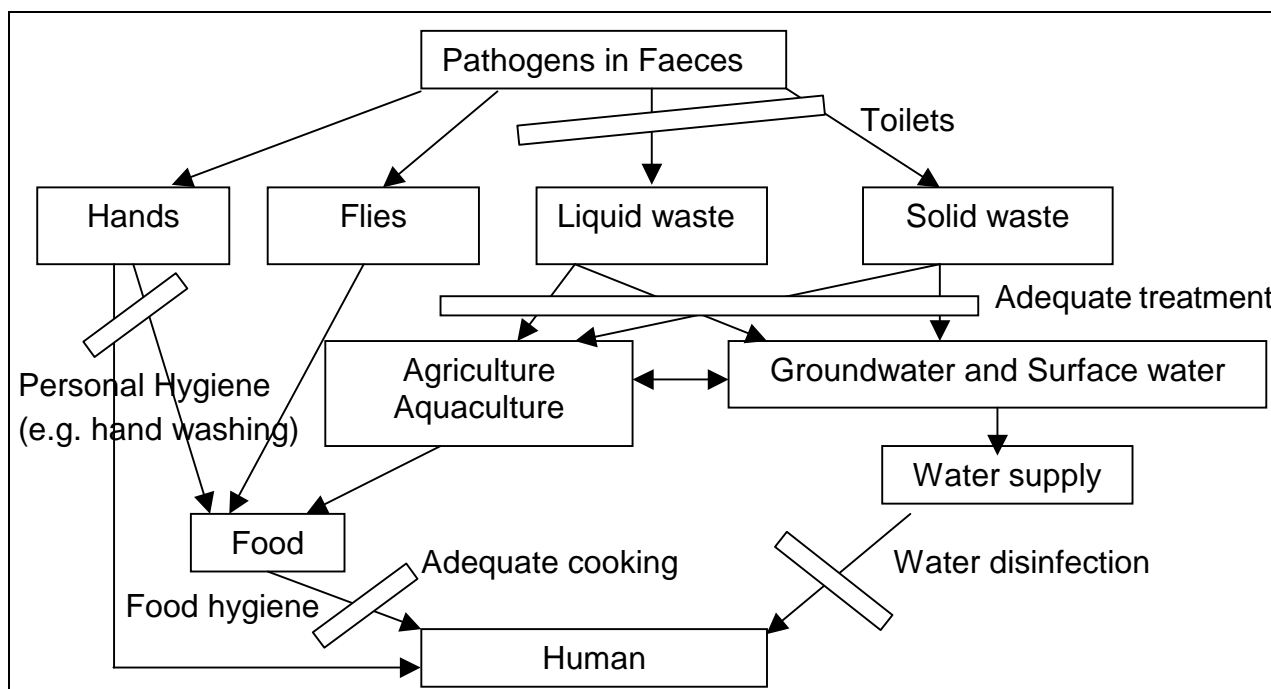 Pathogens in Faeces
Toilets
Hands
Flies
Liquid waste
Solid waste
Adequate treatment
Agriculture
Aquaculture
Groundwater and Surface water
Personal Hygiene
(e.g. hand washing)
Water supply
Food
Adequate cooking
Water disinfection
Food hygiene
Human